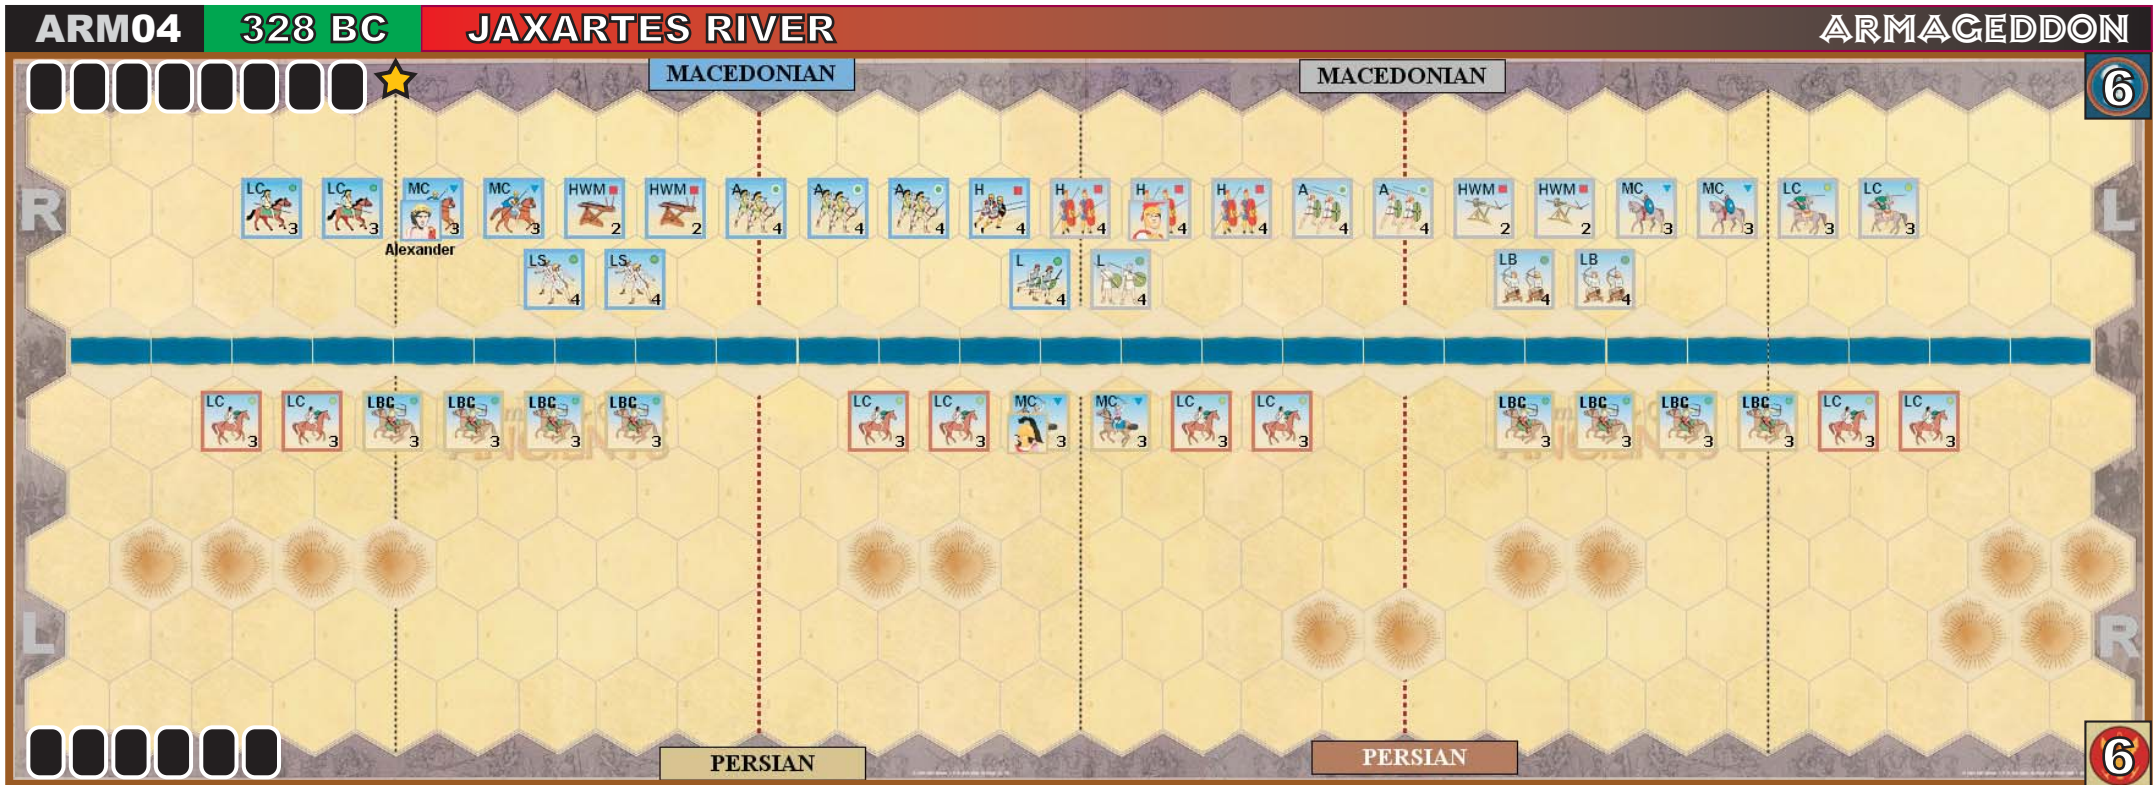 ARM04 328 BC JAXARTES RIVER ARMAGEDDON
MACEDONIAN MACEDONIAN 6
R L
LC 3 LC 3 MC 3 MC 3 HWM 2 HWM 2 A 4 A 4 A 4 H 4 H 4 H 4 H 4 A 4 A 4 HWM 2 HWM 2 MC 3 MC 3 LC 3 LC 3
Alexander
LS 4 LS 4 L 4 L 4 LB 4 LB 4
LC 3 LC 3 LBC 3 LBC 3 LBC 3 LBC 3 LC 3 LC 3 MC 3 MC 3 LC 3 LC 3 LBC 3 LBC 3 LBC 3 LBC 3 LC 3 LC 3
ANCIENTS ANCIENTS
L R
PERSIAN PERSIAN 6